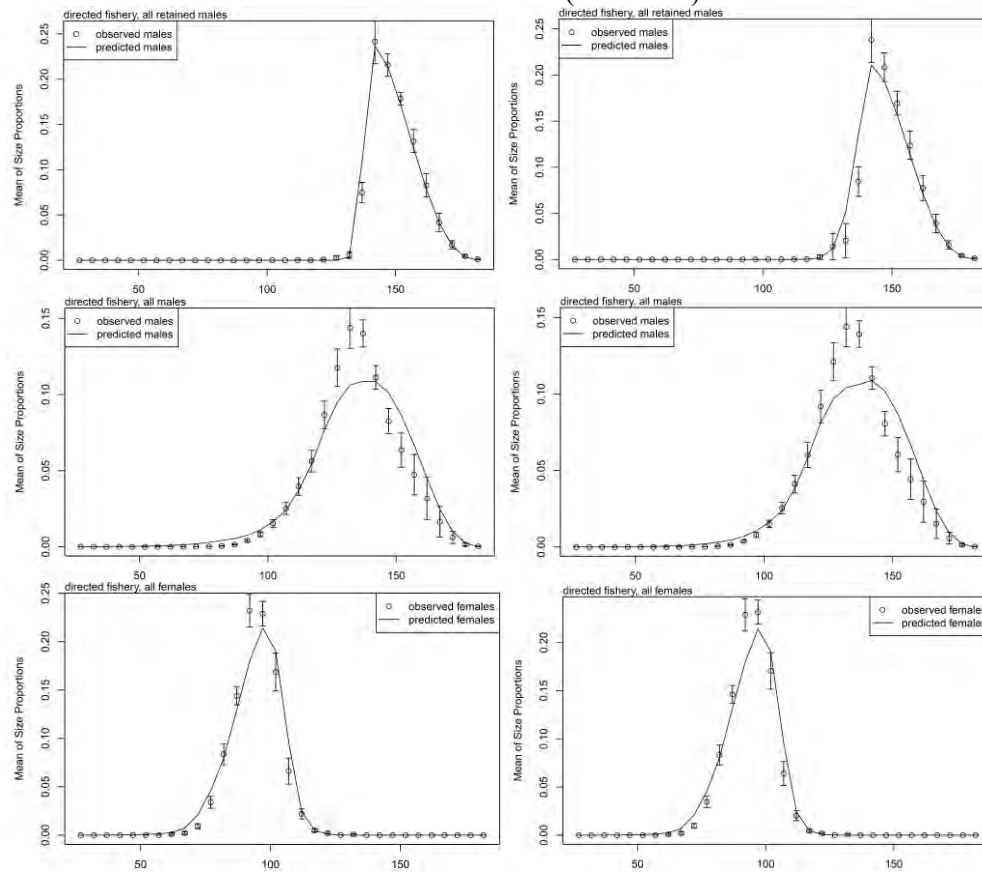 directed fishery, all retained males
observed males
predicted males
Mean of Size Proportions
0.00 0.05 0.10 0.15 0.20 0.25
50 100 150
directed fishery, all retained males
observed males
predicted males
Mean of Size Proportions
0.00 0.05 0.10 0.15 0.20 0.25
50 100 150
directed fishery, all males
observed males
predicted males
Mean of Size Proportions
0.00 0.05 0.10 0.15
50 100 150
directed fishery, all males
observed males
predicted males
Mean of Size Proportions
0.00 0.05 0.10 0.15
50 100 150
directed fishery, all females
observed females
predicted females
Mean of Size Proportions
0.00 0.05 0.10 0.15 0.20 0.25
50 100 150
directed fishery, all females
observed females
predicted females
Mean of Size Proportions
0.00 0.05 0.10 0.15 0.20
50 100 150